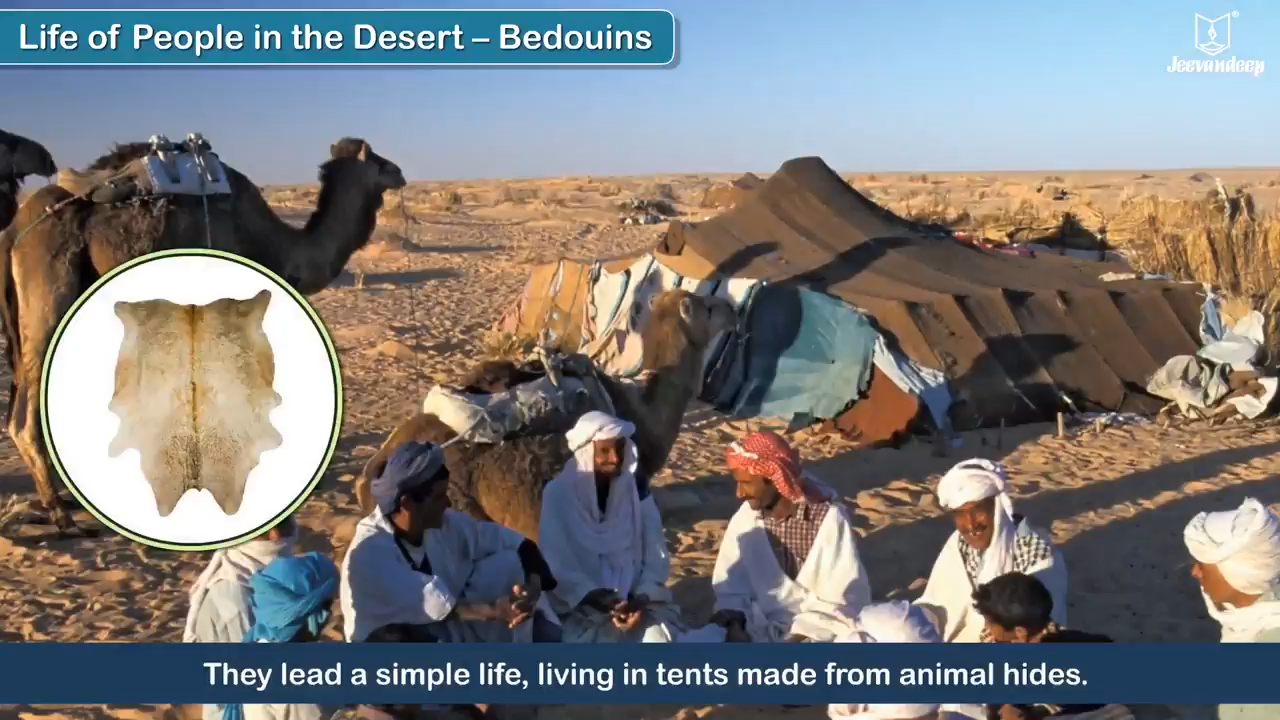 Life of People in the Desert – Bedouins
Jeevandeep
They lead a simple life, living in tents made from animal hides.